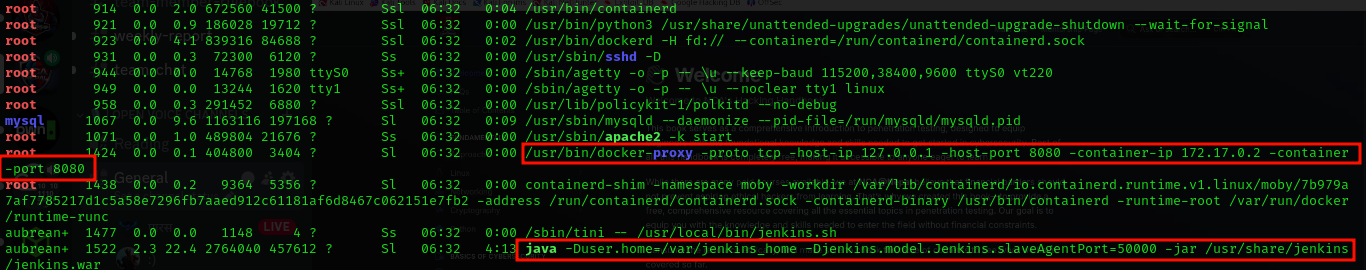 root 914 0.0 2.0 672560 41500 ? Ssl 06:32 0:04 /usr/bin/containerd
root 921 0.0 0.9 186028 19712 ? Ssl 06:32 0:00 /usr/bin/python3 /usr/share/unattended-upgrades/unattended-upgrade-shutdown --wait-for-signal
root 923 0.0 4.1 839316 84688 ? Ssl 06:32 0:02 /usr/bin/dockerd -H fd:// --containerd=/run/containerd/containerd.sock
root 931 0.0 0.3 72300 6120 ? Ss 06:32 0:00 /usr/sbin/sshd -D
root 944 0.0 0.0 14768 1980 ttyS0 Ss+ 06:32 0:00 /sbin/agetty -o -p -- \u --keep-baud 115200,38400,9600 ttyS0 vt220
root 949 0.0 0.0 13244 1620 tty1 Ss+ 06:32 0:00 /sbin/agetty -o -p -- \u --noclear tty1 linux
root 958 0.0 0.3 291452 6880 ? Ssl 06:32 0:00 /usr/lib/policykit-1/polkitd --no-debug
mysql 1067 0.0 9.6 1163116 197168 ? Sl 06:32 0:09 /usr/sbin/mysqld --daemonize --pid-file=/run/mysqld/mysqld.pid
root 1071 0.0 1.0 489804 21676 ? Ss 06:32 0:00 /usr/sbin/apache2 -k start
root 1424 0.0 0.1 404800 3404 ? Sl 06:32 0:00 /usr/bin/docker-proxy -proto tcp -host-ip 127.0.0.1 -host-port 8080 -container-ip 172.17.0.2 -container
-port 8080
root 1438 0.0 0.2 9364 5356 ? Sl 06:32 0:00 containerd-shim -namespace moby -workdir /var/lib/containerd/io.containerd.runtime.v1.linux/moby/7b979a
7af7785217d1c5a58e7296fb7aaed912c61181af6d8467c062151e7fb2 -address /run/containerd/containerd.sock -containerd-binary /usr/bin/containerd -runtime-root /var/run/docker
/runtime-runc
aubrean+ 1477 0.0 0.0 1148 4 ? Ss 06:32 0:00 /sbin/tini -- /usr/local/bin/jenkins.sh
aubrean+ 1522 2.3 22.4 2764040 457612 ? Sl 06:32 4:13 java -Duser.home=/var/jenkins_home -Djenkins.model.Jenkins.slaveAgentPort=50000 -jar /usr/share/jenkins
/jenkins.war
General
LIVE
Welcome